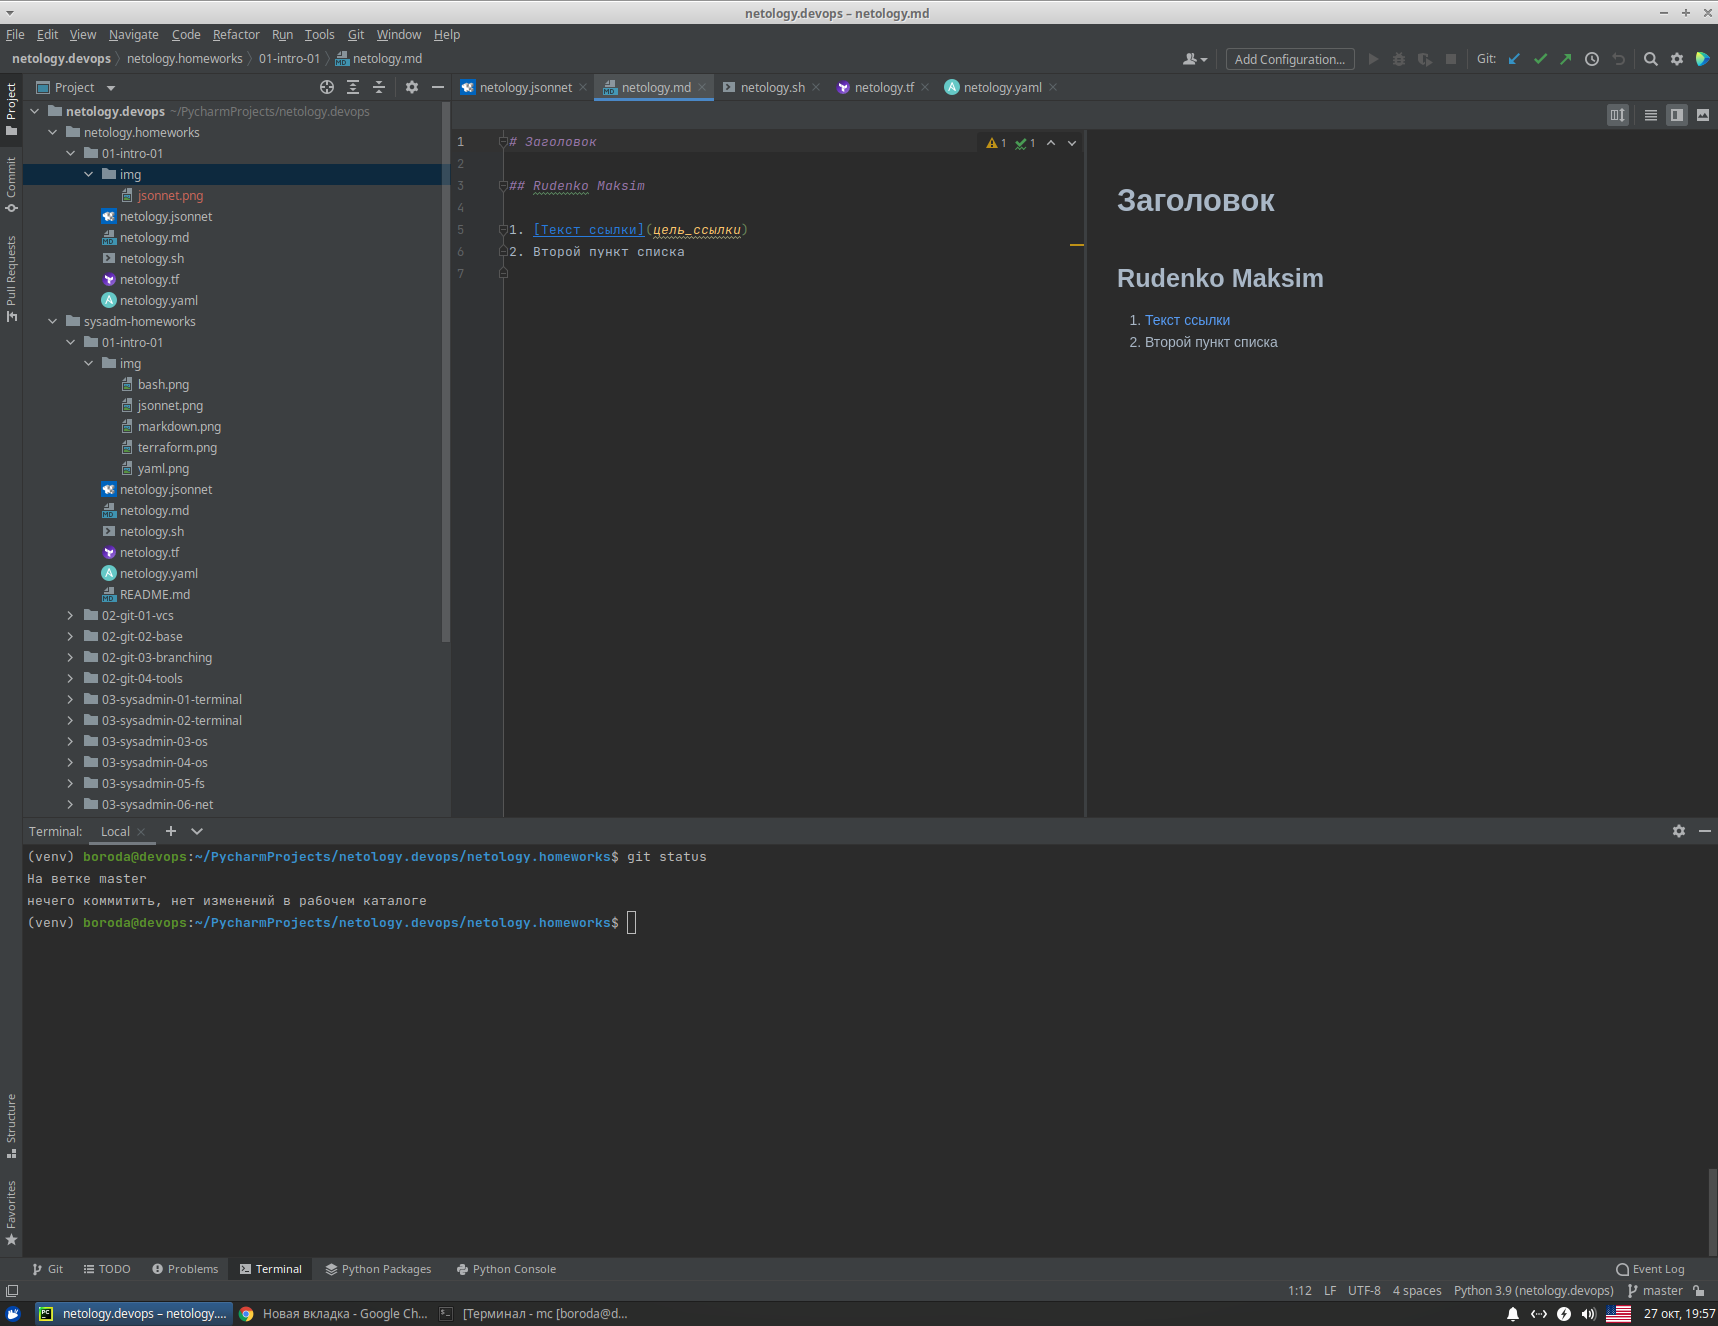 netology.devops – netology.md
File Edit View Navigate Code Refactor Run Tools Git Window Help
netology.devops netology.homeworks 01-intro-01 netology.md
Add Configuration...
Git:
Project
netology.jsonnet
netology.md
netology.sh
netology.tf
netology.yaml
Project
Commit
Pull Requests
netology.devops ~/PycharmProjects/netology.devops
netology.homeworks
01-intro-01
img
jsonnet.png
netology.jsonnet
netology.md
netology.sh
netology.tf
netology.yaml
sysadm-homeworks
01-intro-01
img
bash.png
jsonnet.png
markdown.png
terraform.png
yaml.png
netology.jsonnet
netology.md
netology.sh
netology.tf
netology.yaml
README.md
02-git-01-vcs
02-git-02-base
02-git-03-branching
02-git-04-tools
03-sysadmin-01-terminal
03-sysadmin-02-terminal
03-sysadmin-03-os
03-sysadmin-04-os
03-sysadmin-05-fs
03-sysadmin-06-net
1 # Заголовок
1 1
2
3 ## Rudenko Maksim
4
5 1. [Текст ссылки](цель_ссылки)
6 2. Второй пункт списка
7
Заголовок
Rudenko Maksim
1. Текст ссылки
2. Второй пункт списка
Terminal: Local
(venv) boroda@devops:~/PycharmProjects/netology.devops/netology.homeworks$ git status
На ветке master
нечего коммитить, нет изменений в рабочем каталоге
(venv) boroda@devops:~/PycharmProjects/netology.devops/netology.homeworks$
Structure
Favorites
Git TODO Problems Terminal Python Packages Python Console Event Log
1:12 LF UTF-8 4 spaces Python 3.9 (netology.devops) master
netology.devops – netology.... Новая вкладка - Google Ch... [Терминал - mc [boroda@d... 27 окт, 19:57